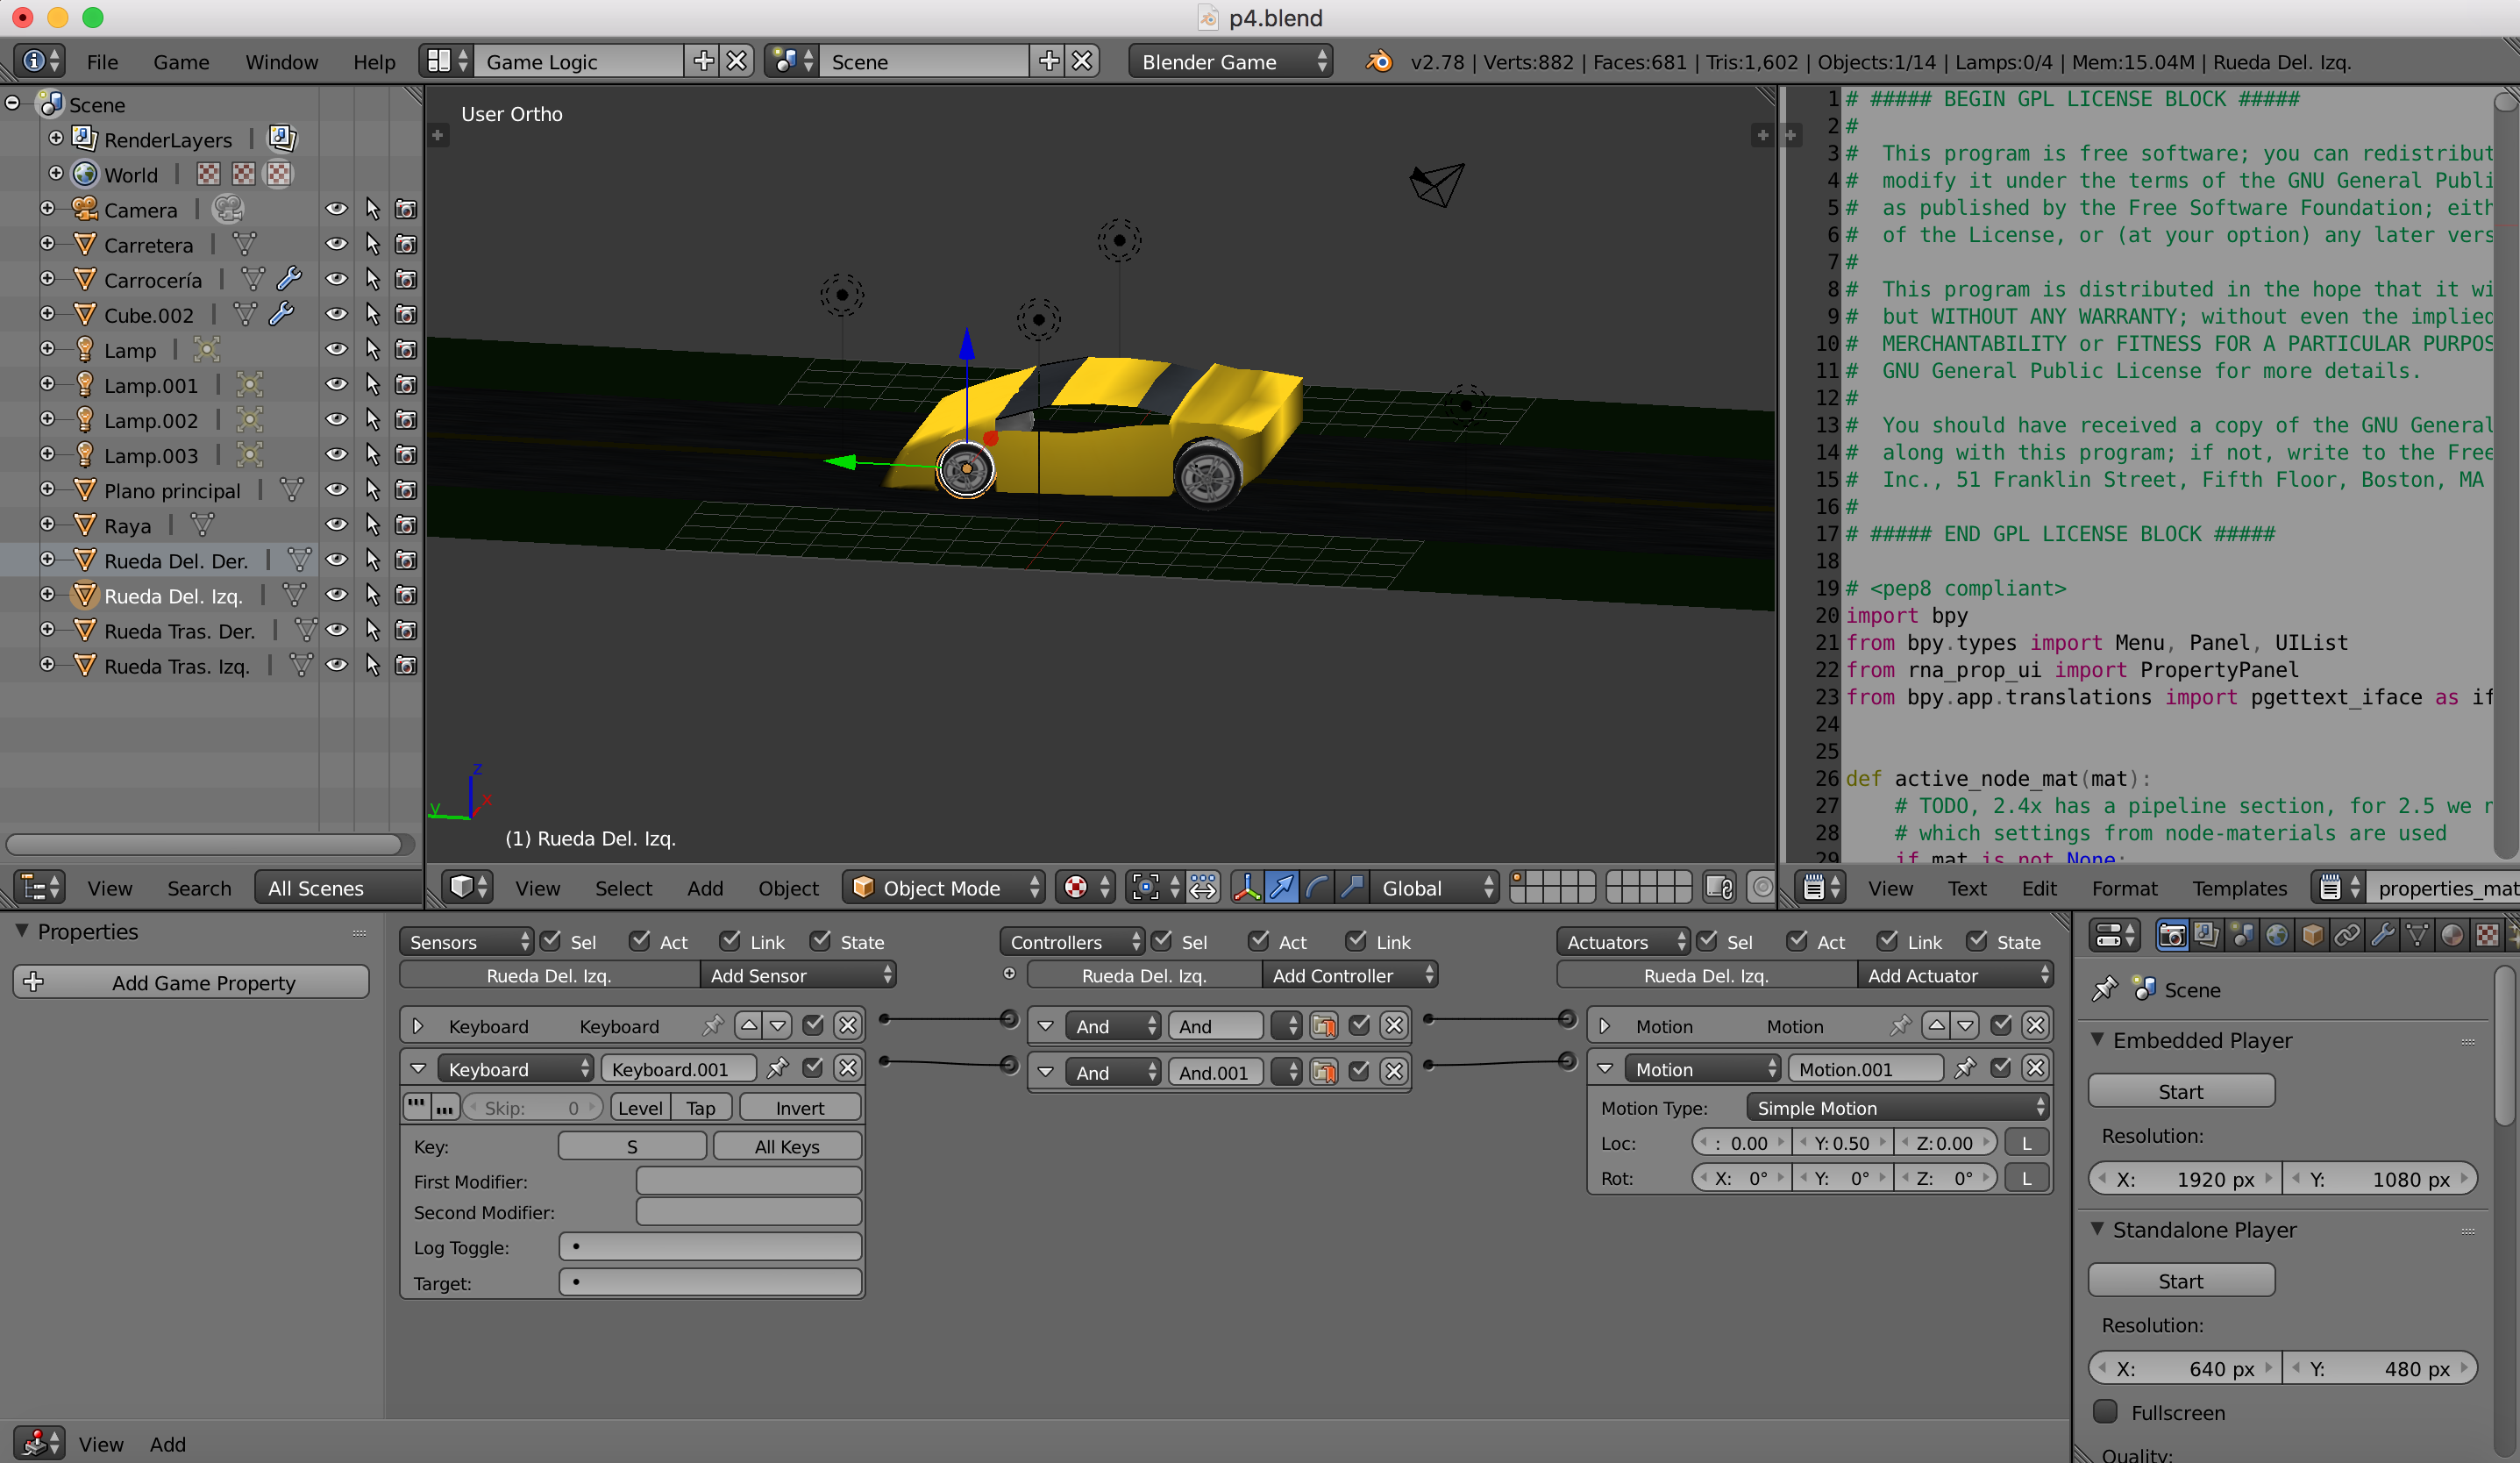 p4.blend
File Game Window Help Game Logic Scene Blender Game v2.78 | Verts:882 | Faces:681 | Tris:1,602 | Objects:1/14 | Lamps:0/4 | Mem:15.04M | Rueda Del. Izq.
Scene
RenderLayers
World
Camera
Carretera
Carrocería
Cube.002
Lamp
Lamp.001
Lamp.002
Lamp.003
Plano principal
Raya
Rueda Del. Der.
Rueda Del. Izq.
Rueda Tras. Der.
Rueda Tras. Izq.
View Search All Scenes
User Ortho
z
y
x
(1) Rueda Del. Izq.
View Select Add Object Object Mode Global
1 # ##### BEGIN GPL LICENSE BLOCK #####
2 #
3 # This program is free software; you can redistribut
4 # modify it under the terms of the GNU General Publi
5 # as published by the Free Software Foundation; eith
6 # of the License, or (at your option) any later vers
7 #
8 # This program is distributed in the hope that it wi
9 # but WITHOUT ANY WARRANTY; without even the implied
10 # MERCHANTABILITY or FITNESS FOR A PARTICULAR PURPOS
11 # GNU General Public License for more details.
12 #
13 # You should have received a copy of the GNU General
14 # along with this program; if not, write to the Free
15 # Inc., 51 Franklin Street, Fifth Floor, Boston, MA
16 #
17 # ##### END GPL LICENSE BLOCK #####
18
19 # <pep8 compliant>
20 import bpy
21 from bpy.types import Menu, Panel, UIList
22 from rna_prop_ui import PropertyPanel
23 from bpy.app.translations import pgettext_iface as if
24
25
26 def active_node_mat(mat):
27 # TODO, 2.4x has a pipeline section, for 2.5 we n
28 # which settings from node-materials are used
29 if mat is not None:
View Text Edit Format Templates properties_mat
Properties
Add Game Property
Sensors Sel Act Link State
Rueda Del. Izq. Add Sensor
Keyboard Keyboard
Keyboard Keyboard.001
Skip: 0 Level Tap Invert
Key: S All Keys
First Modifier:
Second Modifier:
Log Toggle:
Target:
Controllers Sel Act Link
Rueda Del. Izq. Add Controller
And And
And And.001
Actuators Sel Act Link State
Rueda Del. Izq. Add Actuator
Motion Motion
Motion Motion.001
Motion Type: Simple Motion
Loc: : 0.00 Y: 0.50 Z: 0.00 L
Rot: X: 0° Y: 0° Z: 0° L
Scene
Embedded Player
Start
Resolution:
X: 1920 px Y: 1080 px
Standalone Player
Start
Resolution:
X: 640 px Y: 480 px
Fullscreen
Quality:
View Add